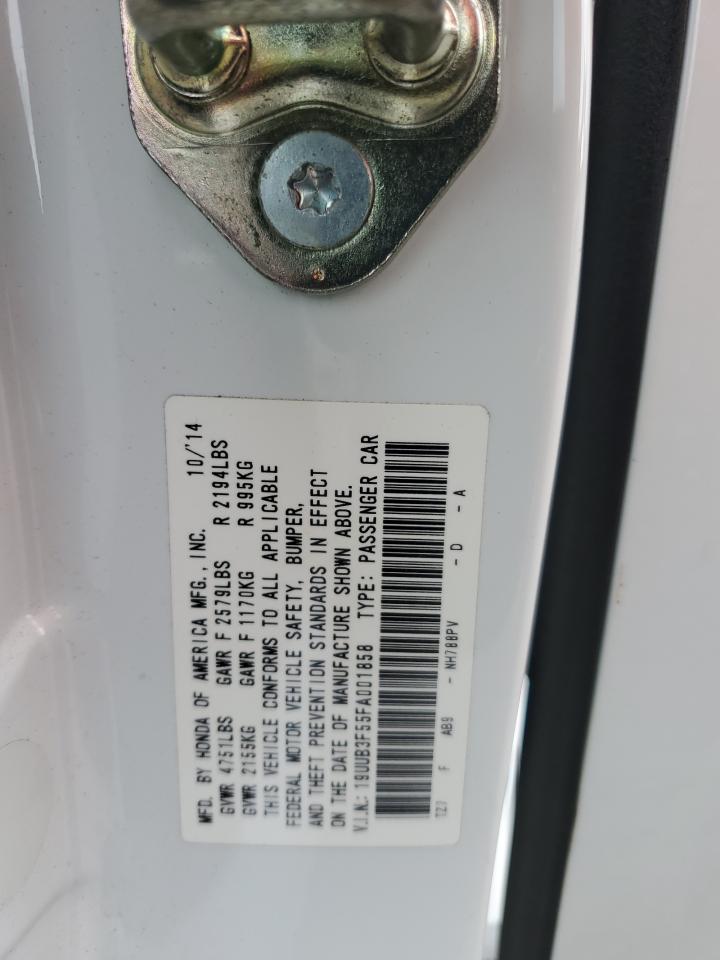 MFD. BY HONDA OF AMERICA MFG., INC. 10/'14
GVWR 4751LBS GAWR F 2579LBS R 2194LBS
GVWR 2155KG GAWR F 1170KG R 995KG
THIS VEHICLE CONFORMS TO ALL APPLICABLE
FEDERAL MOTOR VEHICLE SAFETY, BUMPER,
AND THEFT PREVENTION STANDARDS IN EFFECT
ON THE DATE OF MANUFACTURE SHOWN ABOVE.
V.I.N.: 19UUB3F55FA001858 TYPE: PASSENGER CAR
TZ7 F AB9 - NH788PV - D - A